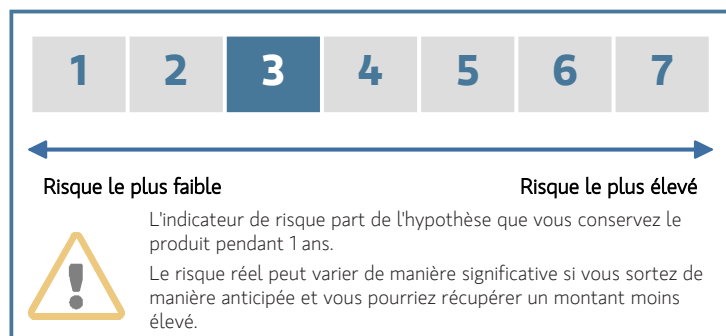 1 2 3 4 5 6 7
Risque le plus faible Risque le plus élevé
L'indicateur de risque part de l'hypothèse que vous conservez le
produit pendant 1 ans.
Le risque réel peut varier de manière significative si vous sortez de
manière anticipée et vous pourriez récupérer un montant moins
élevé.